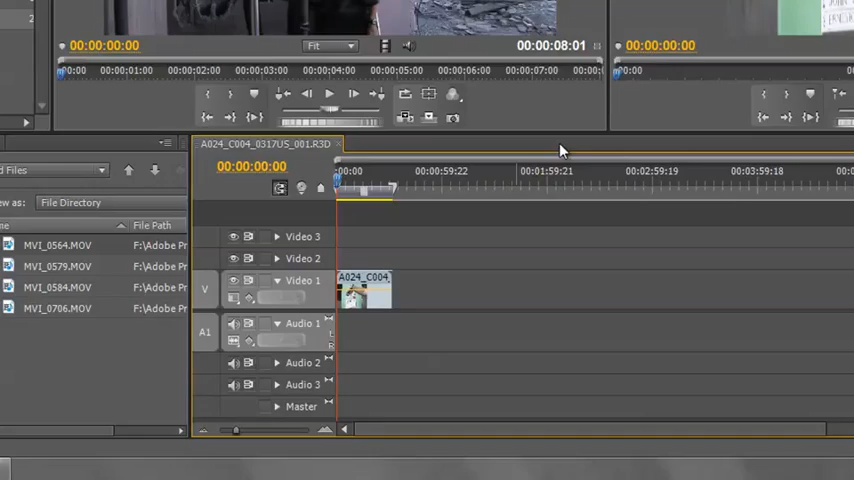 2
00:00:00:00
Fit
00:00:08:01
00:00:00:00
:00:00 00:00:01:00 00:00:02:00 00:00:03:00 00:00:04:00 00:00:05:00 00:00:06:00 00:00:07:00
00:00
A024_C004_0317US_001.R3D
d Files
00:00:00:00
:00:00 00:00:59:22 00:01:59:21 00:02:59:19 00:03:59:18
ew as: File Directory
File Path
MVI_0564.MOV F:\Adobe Pr
MVI_0579.MOV F:\Adobe Pr
MVI_0584.MOV F:\Adobe Pr
MVI_0706.MOV F:\Adobe Pr
Video 3
Video 2
V Video 1
A024_C004_
A1 Audio 1
L
R
Audio 2
Audio 3
Master